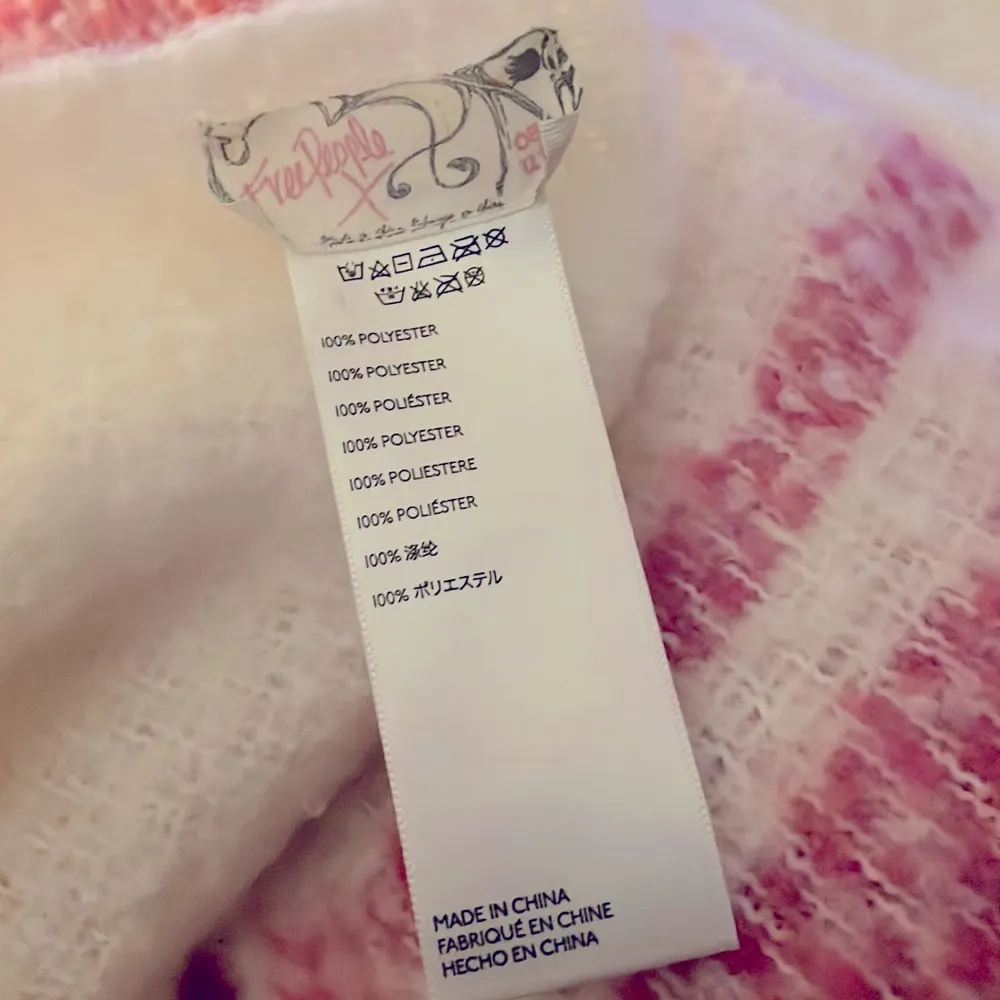 Free People
X
100% POLYESTER
100% POLYESTER
100% POLIÉSTER
100% POLYESTER
100% POLIESTERE
100% POLIÉSTER
100% 涤纶
100% ポリエステル
MADE IN CHINA
FABRIQUÉ EN CHINE
HECHO EN CHINA